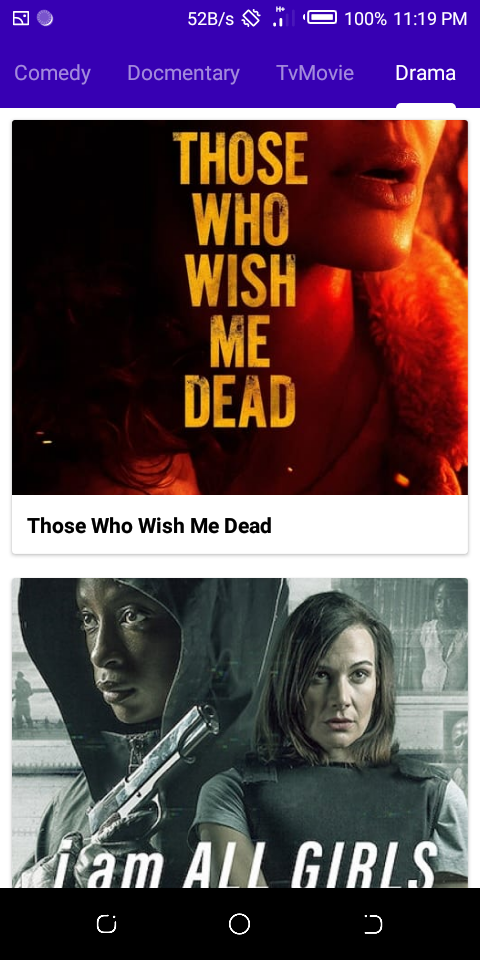 52B/s H+ 100% 11:19 PM
Comedy Docmentary TvMovie Drama
THOSE
WHO
WISH
ME
DEAD
Those Who Wish Me Dead
i am ALL GIRLS